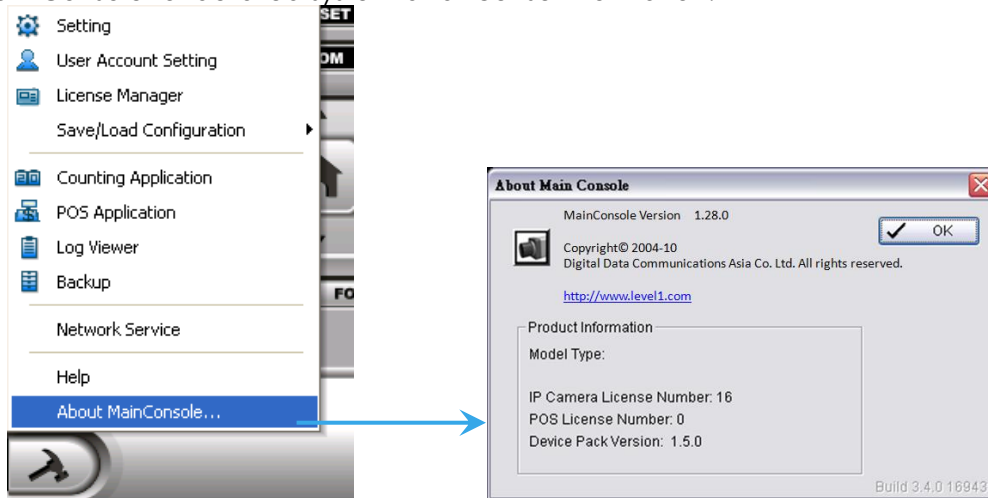 SET
Setting
User Account Setting
OM
License Manager
Save/Load Configuration
Counting Application
POS Application
Log Viewer
Backup
FO
Network Service
Help
About MainConsole...
About Main Console
MainConsole Version 1.28.0
OK
Copyright© 2004-10
Digital Data Communications Asia Co. Ltd. All rights reserved.
http://www.level1.com
Product Information
Model Type:
IP Camera License Number: 16
POS License Number: 0
Device Pack Version: 1.5.0
Build 3.4.0 16943